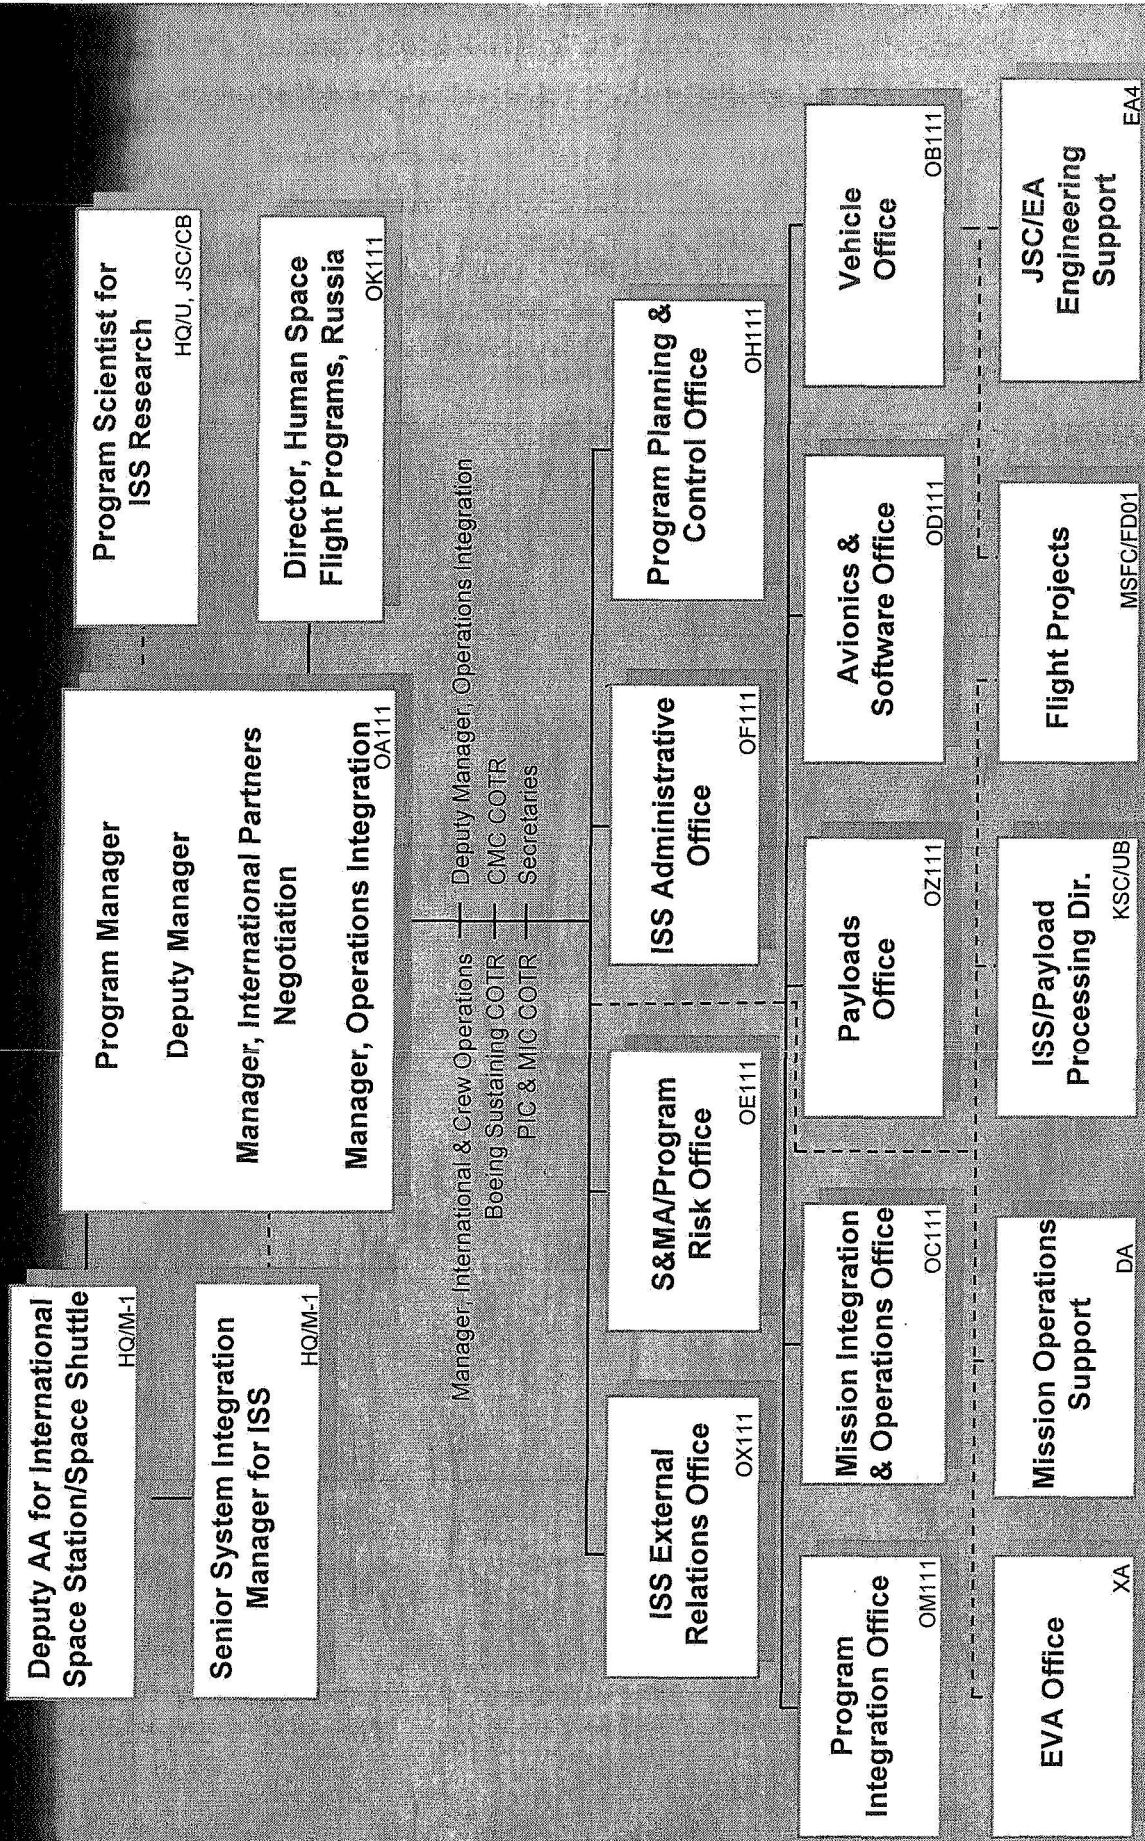 Deputy AA for International
Space Station/Space Shuttle
HQ/M-1
Senior System Integration
Manager for ISS
HQ/M-1
Program Manager
Deputy Manager
Manager, International Partners
Negotiation
Manager, Operations Integration
OA111
Program Scientist for
ISS Research
HQ/U, JSC/CB
Director, Human Space
Flight Programs, Russia
OK111
Manager, International & Crew Operations
Deputy Manager, Operations Integration
Boeing Sustaining COTR
CMC COTR
PIC & MIC COTR
Secretaries
ISS External
Relations Office
OX111
S&MA/Program
Risk Office
OE111
ISS Administrative
Office
OF111
Program Planning &
Control Office
OH111
Program
Integration Office
OM111
Mission Integration
& Operations Office
OC111
Payloads
Office
OZ111
Avionics &
Software Office
OD111
Vehicle
Office
OB111
EVA Office
XA
Mission Operations
Support
DA
ISS/Payload
Processing Dir.
KSC/UB
Flight Projects
MSFC/FD01
JSC/EA
Engineering
Support
EA4